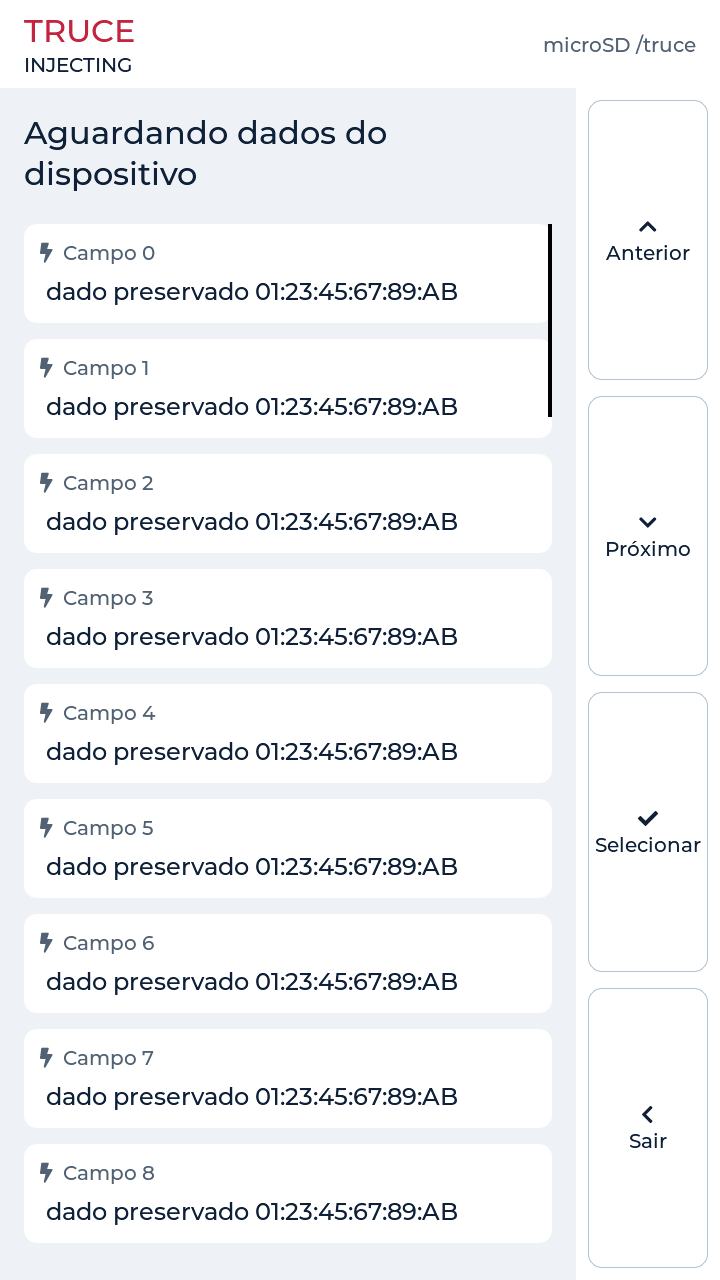 TRUCE
INJECTING
microSD /truce
Aguardando dados do
dispositivo
Campo 0
dado preservado 01:23:45:67:89:AB
Campo 1
dado preservado 01:23:45:67:89:AB
Campo 2
dado preservado 01:23:45:67:89:AB
Campo 3
dado preservado 01:23:45:67:89:AB
Campo 4
dado preservado 01:23:45:67:89:AB
Campo 5
dado preservado 01:23:45:67:89:AB
Campo 6
dado preservado 01:23:45:67:89:AB
Campo 7
dado preservado 01:23:45:67:89:AB
Campo 8
dado preservado 01:23:45:67:89:AB
Anterior
Próximo
Selecionar
Sair